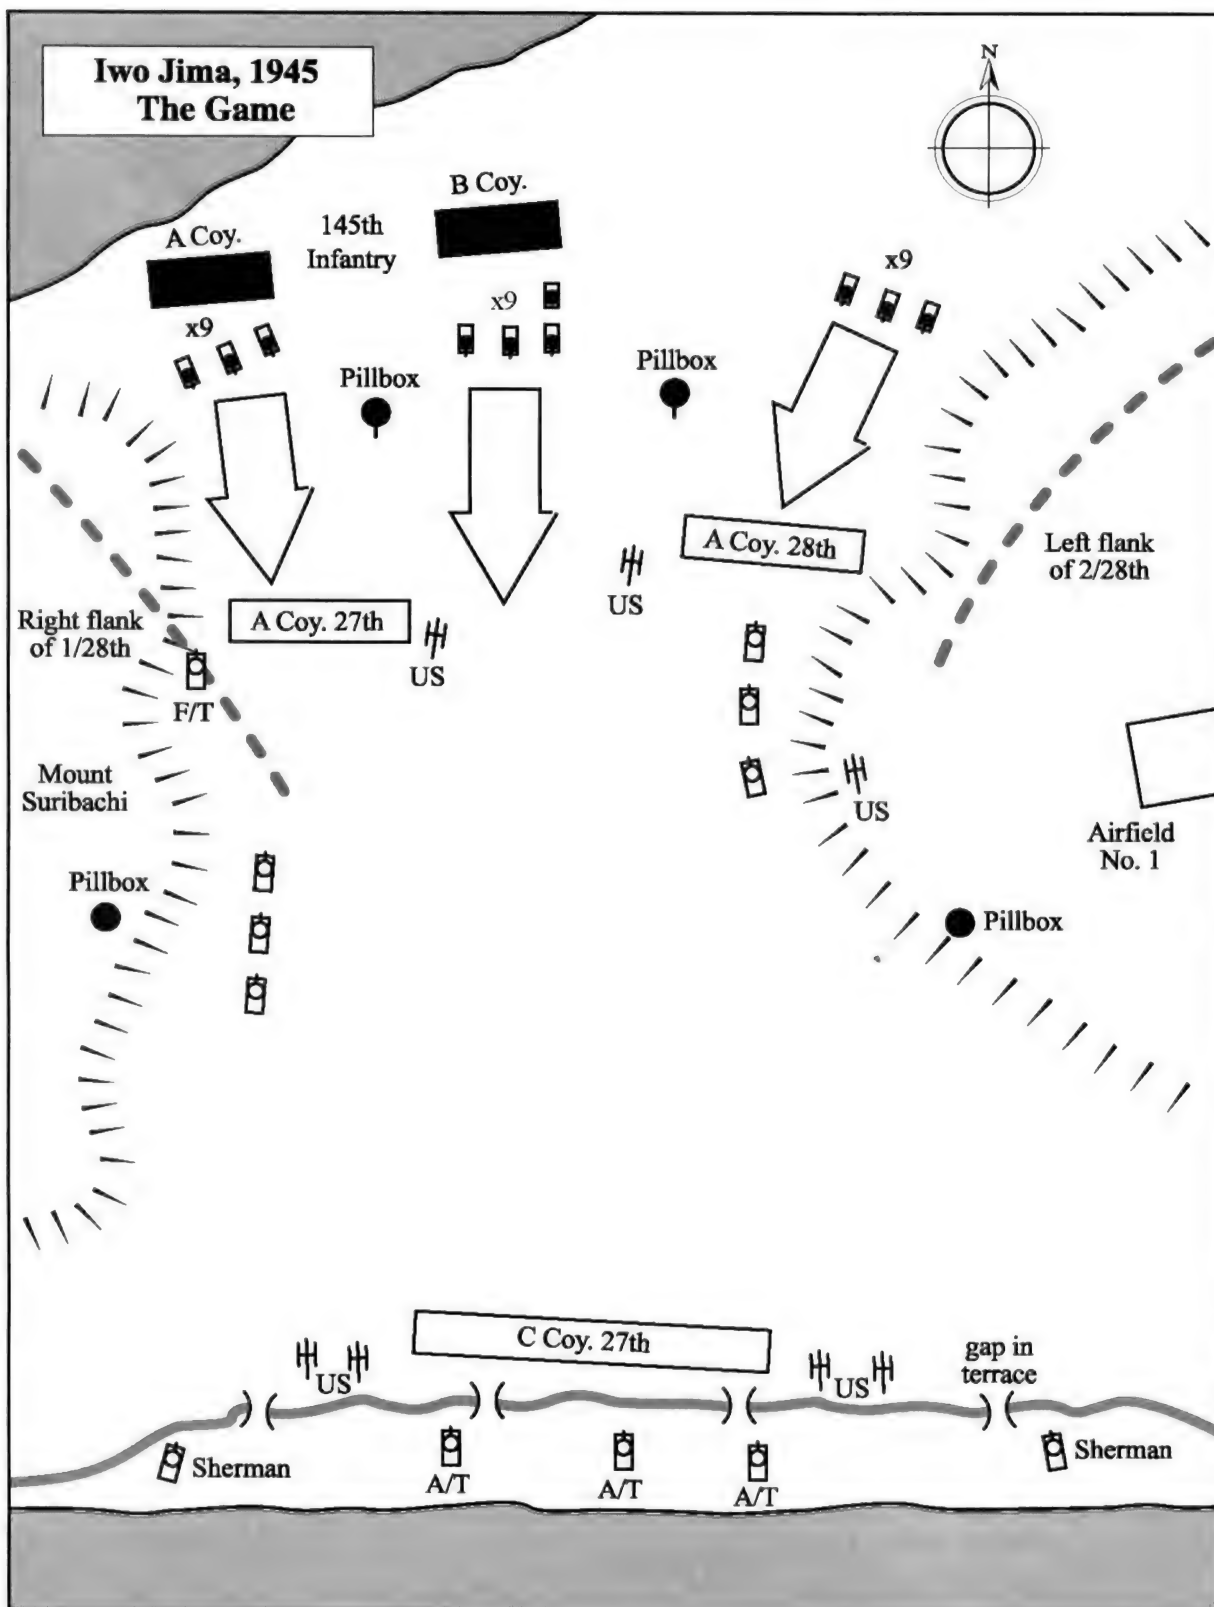 Iwo Jima, 1945
The Game
N
B Coy.
A Coy.
145th
Infantry
x9
x9
x9
Pillbox
Pillbox
A Coy. 28th
Left flank
of 2/28th
US
A Coy. 27th
Right flank
of 1/28th
US
F/T
Mount
Suribachi
US
Airfield
No. 1
Pillbox
Pillbox
C Coy. 27th
gap in
terrace
US
US
Sherman
A/T
A/T
A/T
Sherman